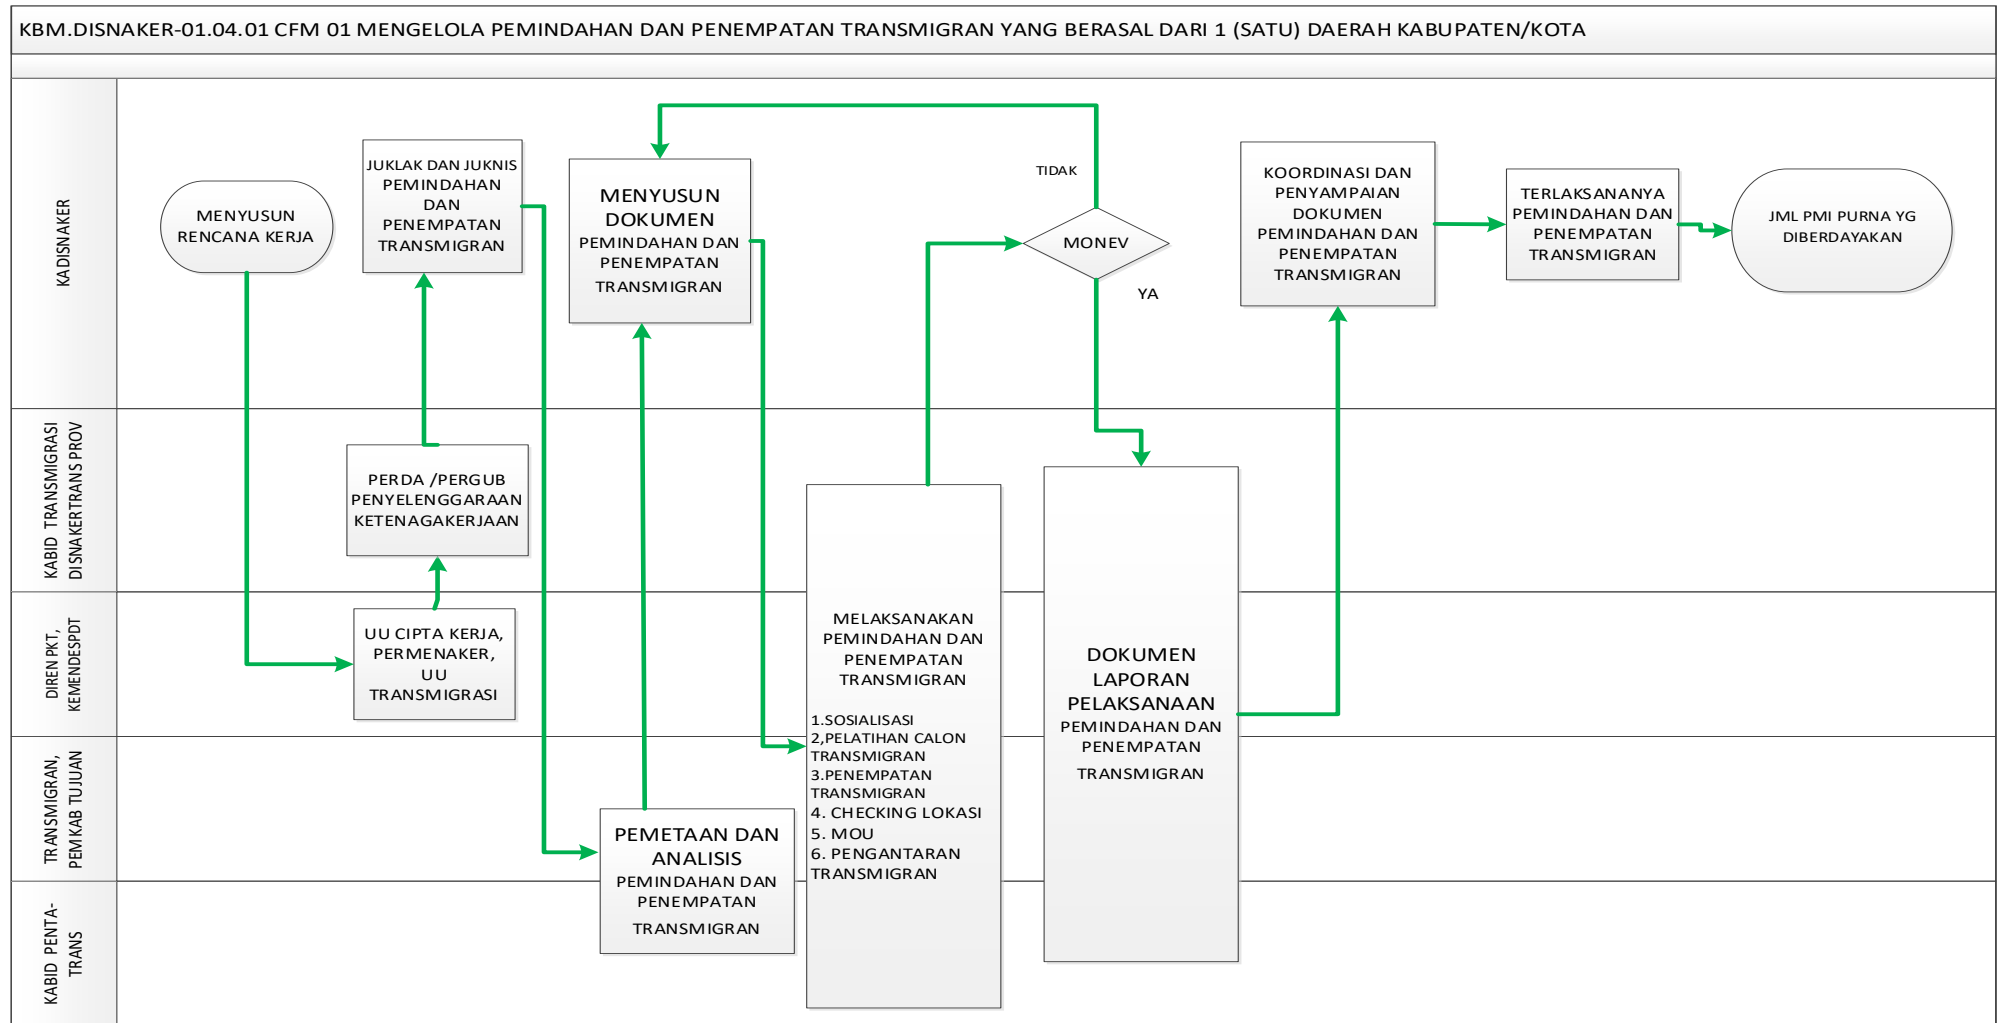 KBM.DISNAKER-01.04.01 CFM 01 MENGELOLA PEMINDAHAN DAN PENEMPATAN TRANSMIGRAN YANG BERASAL DARI 1 (SATU) DAERAH KABUPATEN/KOTA
KADISNAKER
MENYUSUN
RENCANA KERJA
JUKLAK DAN JUKNIS
PEMINDAHAN
DAN
PENEMPATAN
TRANSMIGRAN
MENYUSUN
DOKUMEN
PEMINDAHAN DAN
PENEMPATAN
TRANSMIGRAN
TIDAK
MONEV
YA
KOORDINASI DAN
PENYAMPAIAN
DOKUMEN
PEMINDAHAN DAN
PENEMPATAN
TRANSMIGRAN
TERLAKSANANYA
PEMINDAHAN DAN
PENEMPATAN
TRANSMIGRAN
JML PMI PURNA YG
DIBERDAYAKAN
KABID TRANSMIGRASI
DISNAKERTRANS PROV
PERDA /PERGUB
PENYELENGGARAAN
KETENAGAKERJAAN
DIREN PKT,
KEMENDESPDT
UU CIPTA KERJA,
PERMENAKER,
UU
TRANSMIGRASI
MELAKSANAKAN
PEMINDAHAN DAN
PENEMPATAN
TRANSMIGRAN
1.SOSIALISASI
2,PELATIHAN CALON
TRANSMIGRAN
3.PENEMPATAN
TRANSMIGRAN
4. CHECKING LOKASI
5. MOU
6. PENGANTARAN
TRANSMIGRAN
DOKUMEN
LAPORAN
PELAKSANAAN
PEMINDAHAN DAN
PENEMPATAN
TRANSMIGRAN
TRANSMIGRAN,
PEMKAB TUJUAN
PEMETAAN DAN
ANALISIS
PEMINDAHAN DAN
PENEMPATAN
TRANSMIGRAN
KABID PENTA-
TRANS